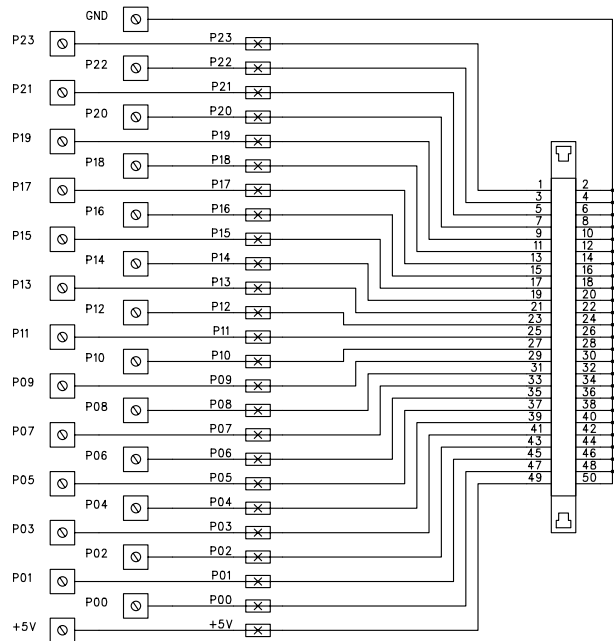 GND
P23 P23
P22 P22
P21 P21
P20 P20
P19 P19
P18 P18
P17 P17 1 2
P16 P16 3 4
5 6
P15 P15 7 8
9 10
P14 P14 11 12
13 14
P13 P13 15 16
17 18
P12 P12 19 20
21 22
P11 P11 23 24
25 26
P10 P10 27 28
29 30
P09 P09 31 32
33 34
P08 P08 35 36
37 38
P07 P07 39 40
41 42
P06 P06 43 44
45 46
P05 P05 47 48
49 50
P04 P04
P03 P03
P02 P02
P01 P01
P00 P00
+5V +5V